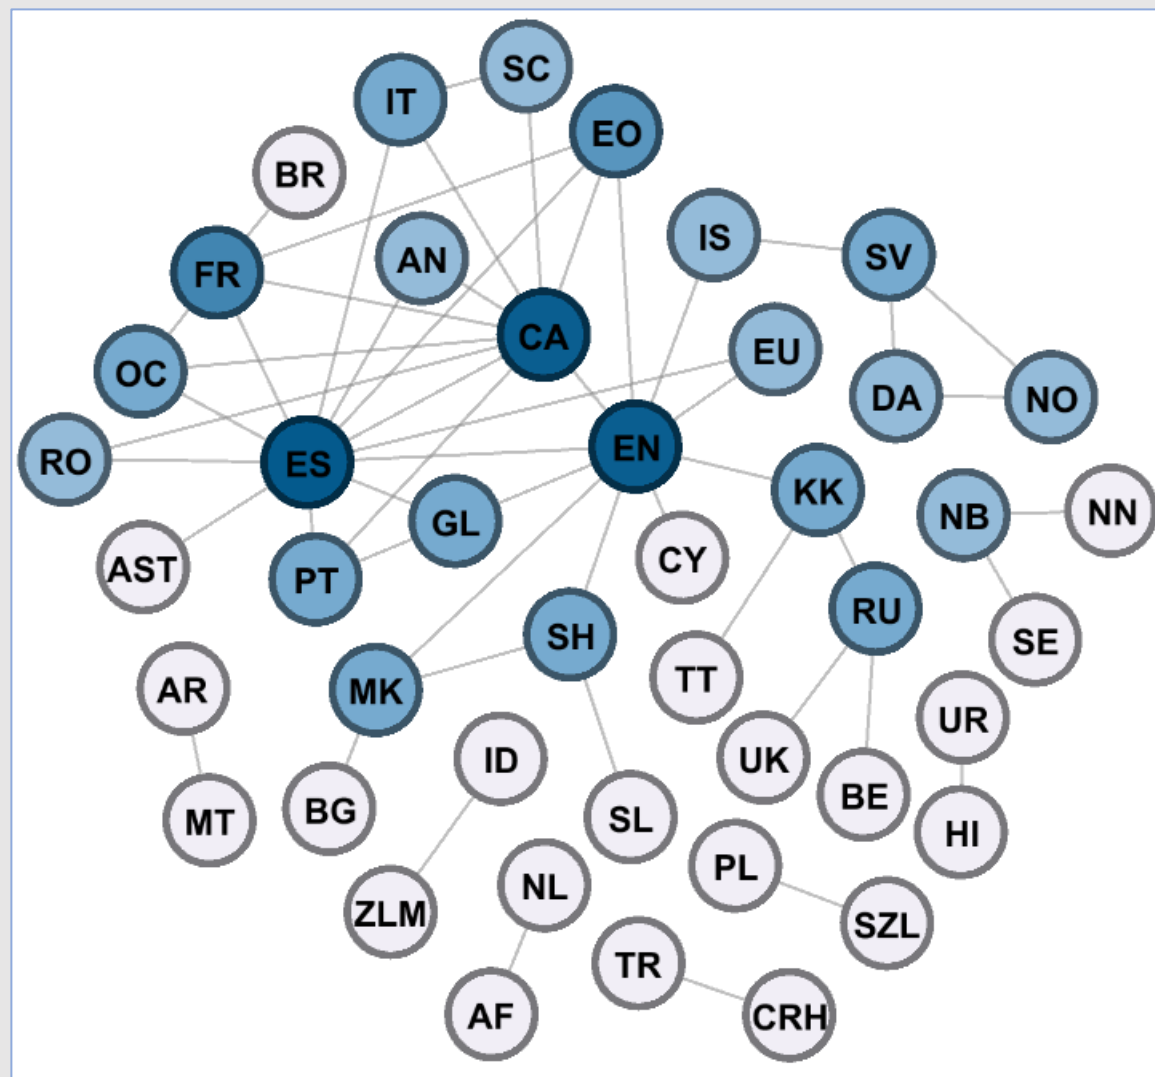 SC
IT
EO
BR
IS
SV
AN
FR
CA
EU
OC
DA
NO
EN
RO
ES
KK
GL
NB
NN
CY
AST
PT
RU
SH
SE
TT
AR
MK
UR
ID
UK
BE
BG
SL
MT
HI
PL
NL
ZLM
SZL
TR
AF
CRH